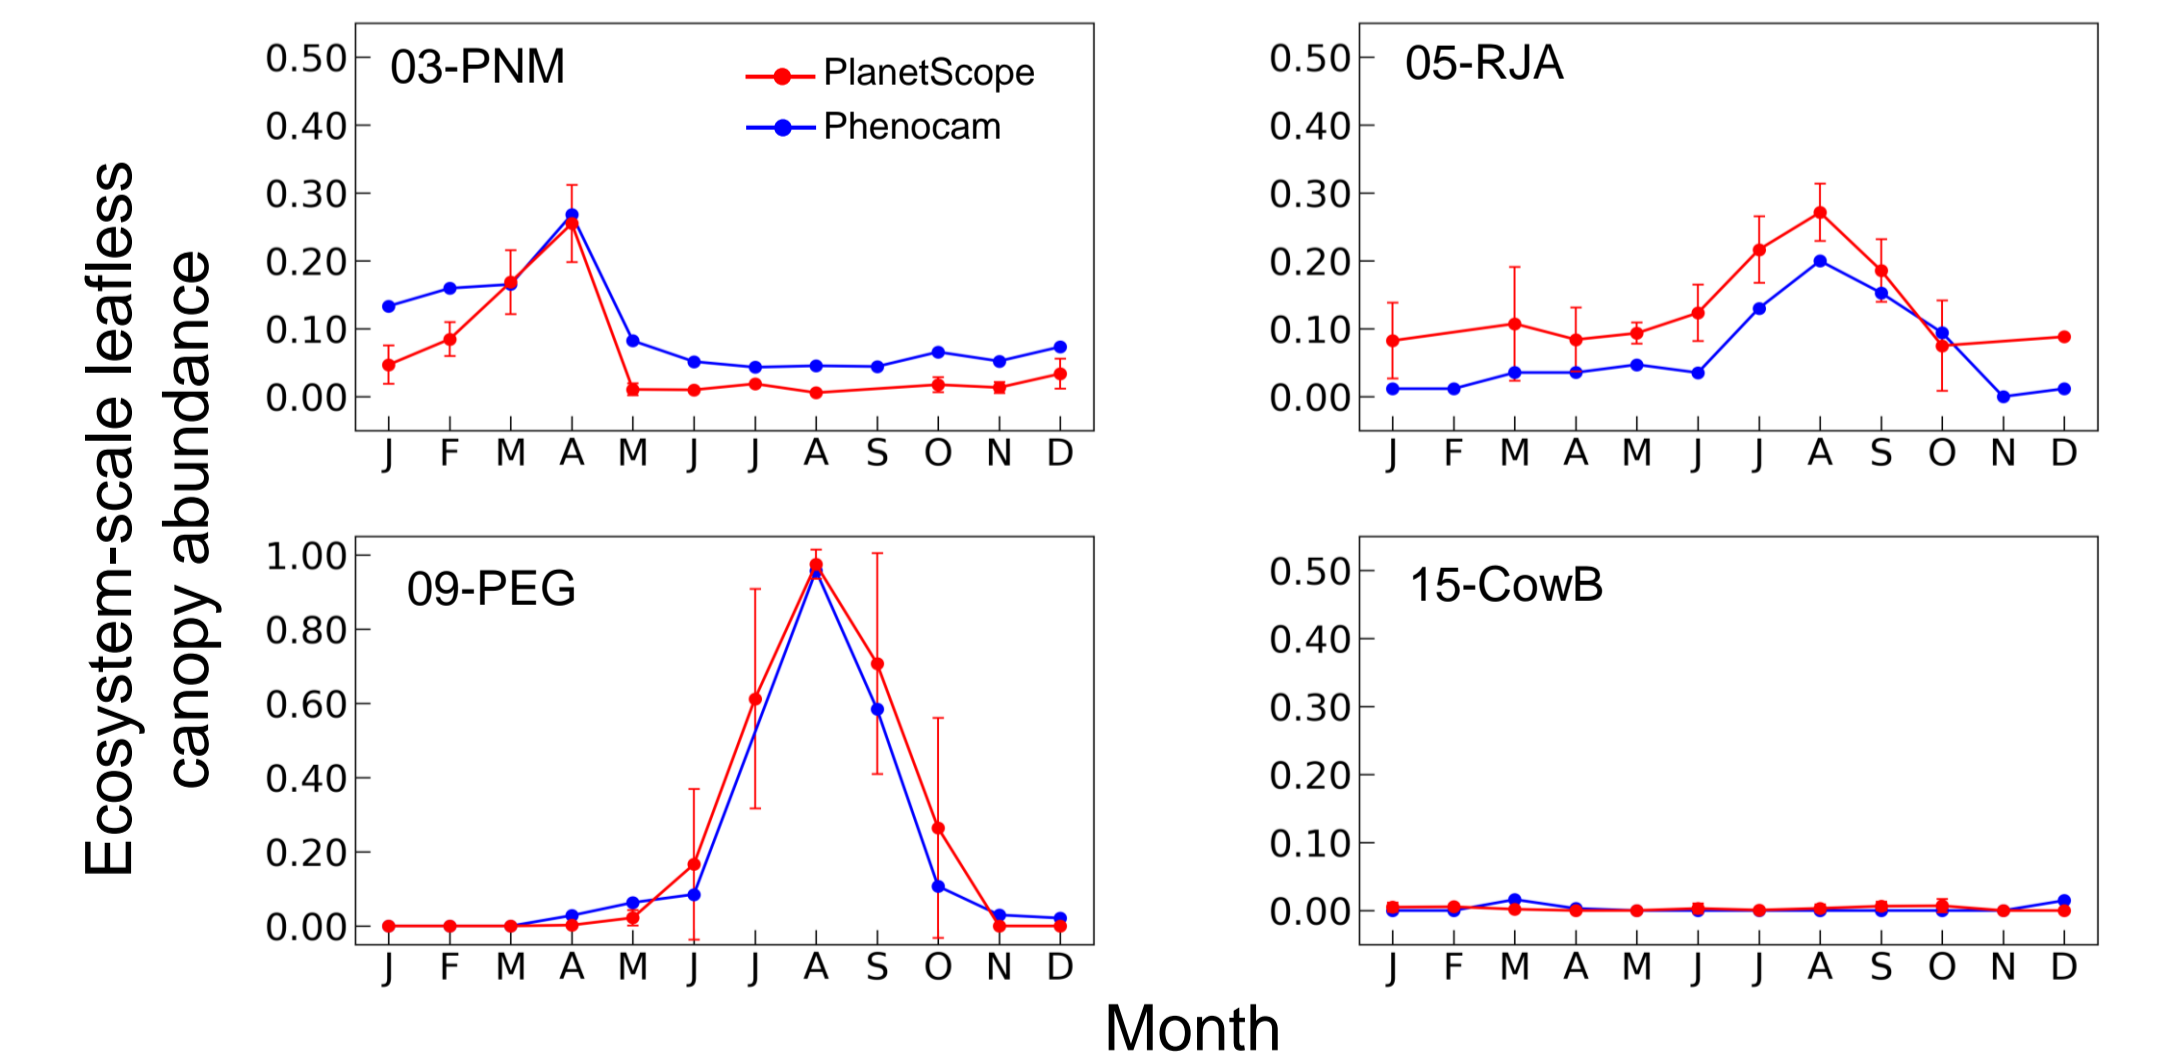 Ecosystem-scale leafless
canopy abundance
03-PNM
PlanetScope
Phenocam
0.50
0.40
0.30
0.20
0.10
0.00
J F M A M J J A S O N D
05-RJA
0.50
0.40
0.30
0.20
0.10
0.00
J F M A M J J A S O N D
09-PEG
1.00
0.80
0.60
0.40
0.20
0.00
J F M A M J J A S O N D
15-CowB
0.50
0.40
0.30
0.20
0.10
0.00
J F M A M J J A S O N D
Month